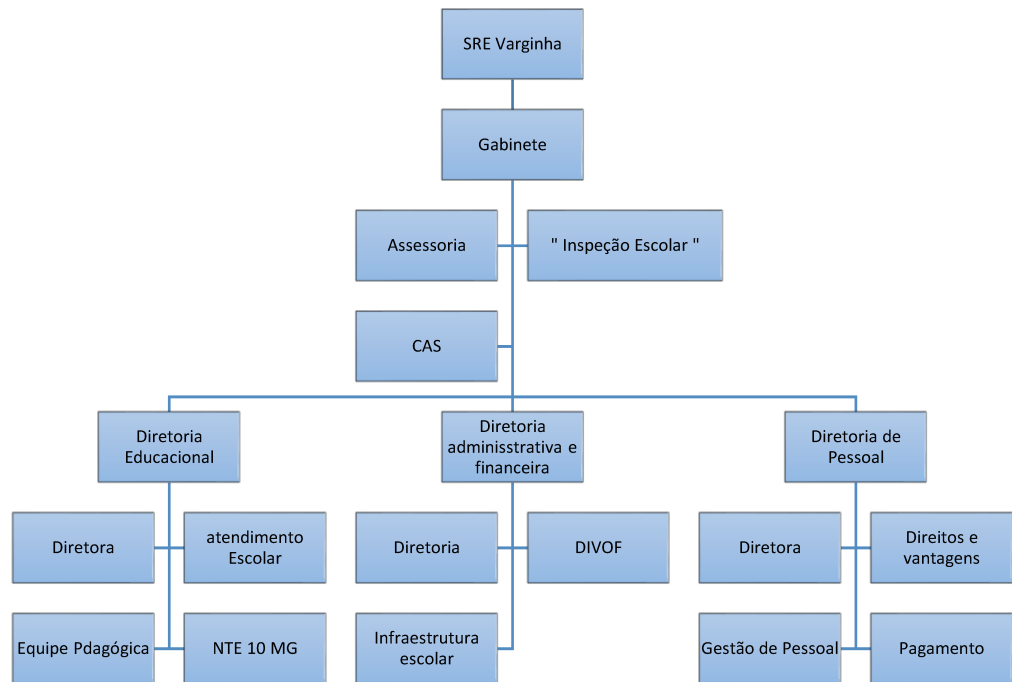 SRE Varginha
Gabinete
Assessoria
" Inspeção Escolar "
CAS
Diretoria
Educacional
Diretoria
administrativa e
financeira
Diretoria de
Pessoal
Diretora
atendimento
Escolar
Diretoria
DIVOF
Diretora
Direitos e
vantagens
Equipe Pdagógica
NTE 10 MG
Infraestrutura
escolar
Gestão de Pessoal
Pagamento